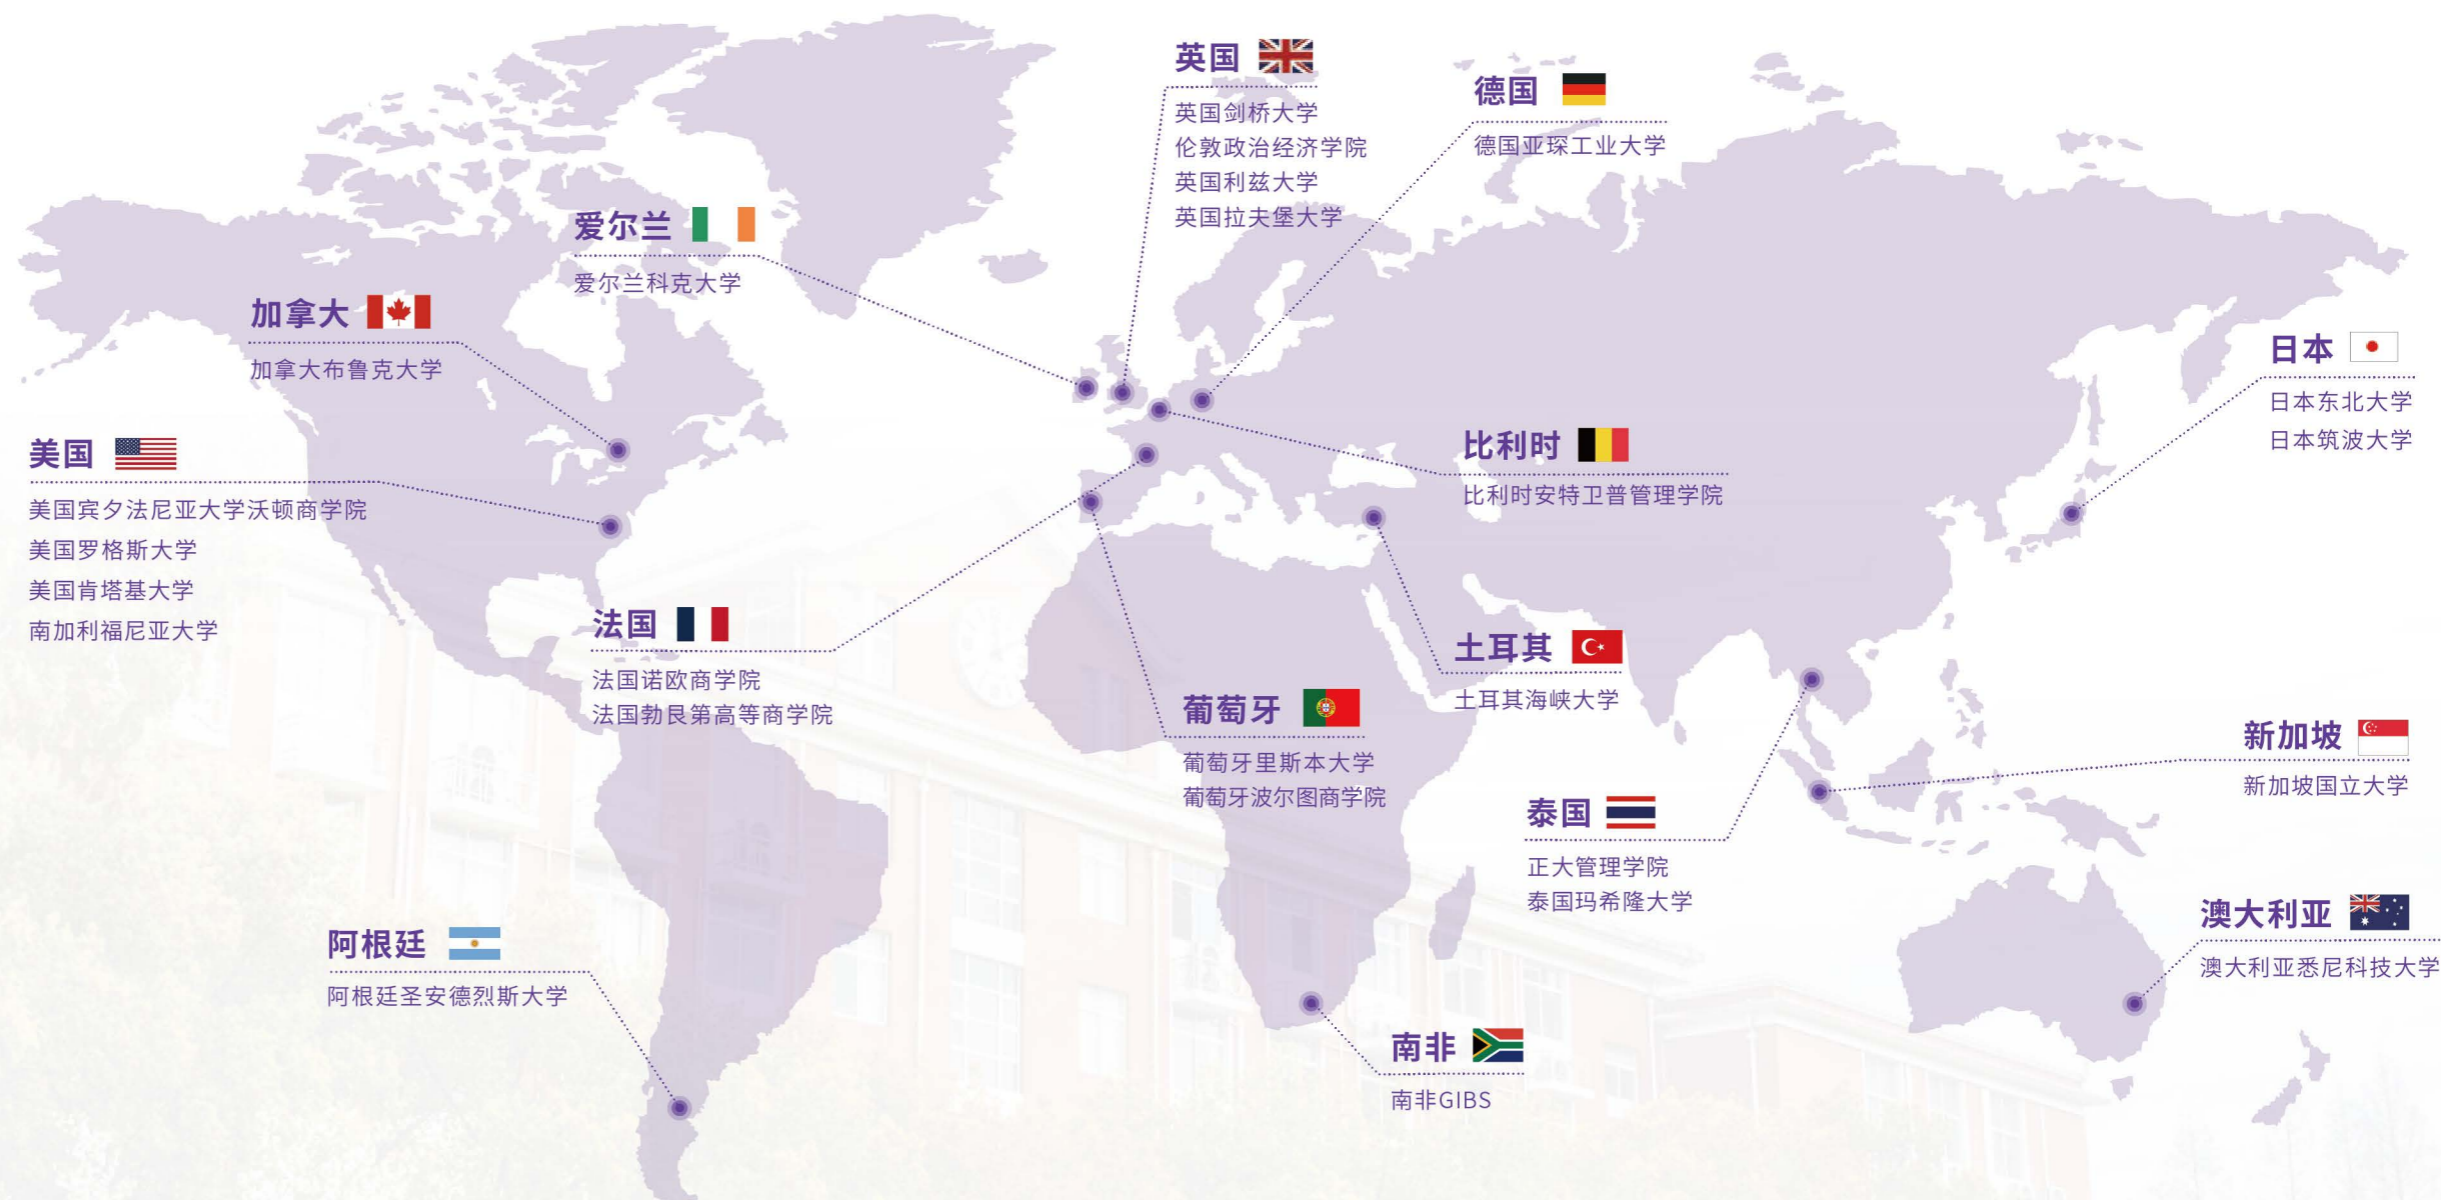 英国
英国剑桥大学
伦敦政治经济学院
英国利兹大学
英国拉夫堡大学
德国
德国亚琛工业大学
爱尔兰
爱尔兰科克大学
加拿大
加拿大布鲁克大学
日本
日本东北大学
日本筑波大学
美国
美国宾夕法尼亚大学沃顿商学院
美国罗格斯大学
美国肯塔基大学
南加利福尼亚大学
比利时
比利时安特卫普管理学院
法国
法国诺欧商学院
法国勃艮第高等商学院
土耳其
土耳其海峡大学
葡萄牙
葡萄牙里斯本大学
葡萄牙波尔图商学院
新加坡
新加坡国立大学
泰国
正大管理学院
泰国玛希隆大学
澳大利亚
澳大利亚悉尼科技大学
阿根廷
阿根廷圣安德烈斯大学
南非
南非GIBS